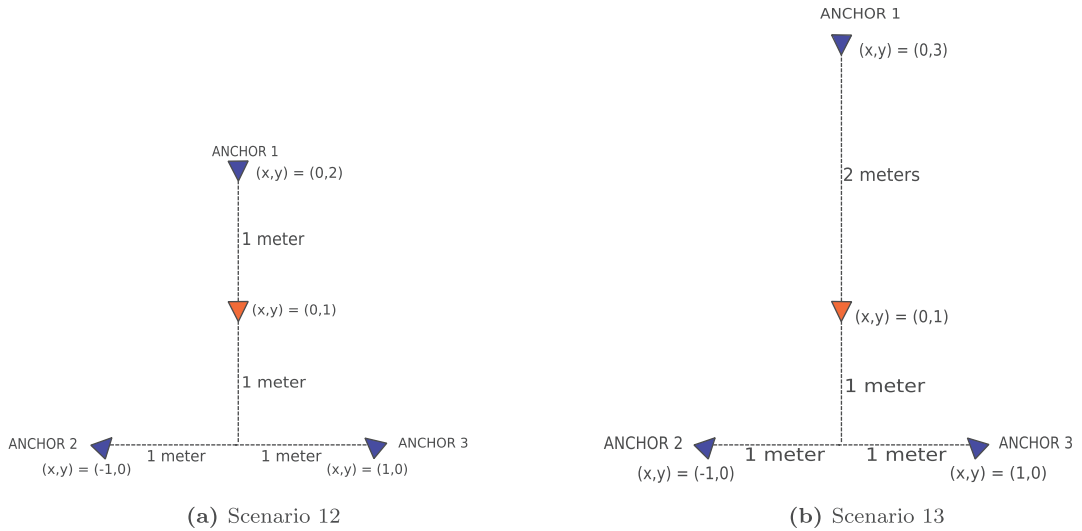 ANCHOR 1
(x,y) = (0,2)
1 meter
(x,y) = (0,1)
1 meter
ANCHOR 2
1 meter
1 meter
ANCHOR 3
(x,y) = (-1,0)
(x,y) = (1,0)
(a) Scenario 12
ANCHOR 1
(x,y) = (0,3)
2 meters
(x,y) = (0,1)
1 meter
ANCHOR 2
1 meter
1 meter
ANCHOR 3
(x,y) = (-1,0)
(x,y) = (1,0)
(b) Scenario 13